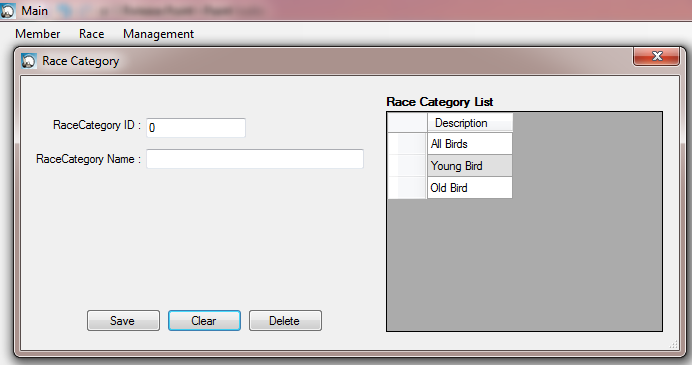 Main
Member Race Management
Race Category
Race Category List
RaceCategory ID : 0
RaceCategory Name :
Description
All Birds
Young Bird
Old Bird
Save Clear Delete